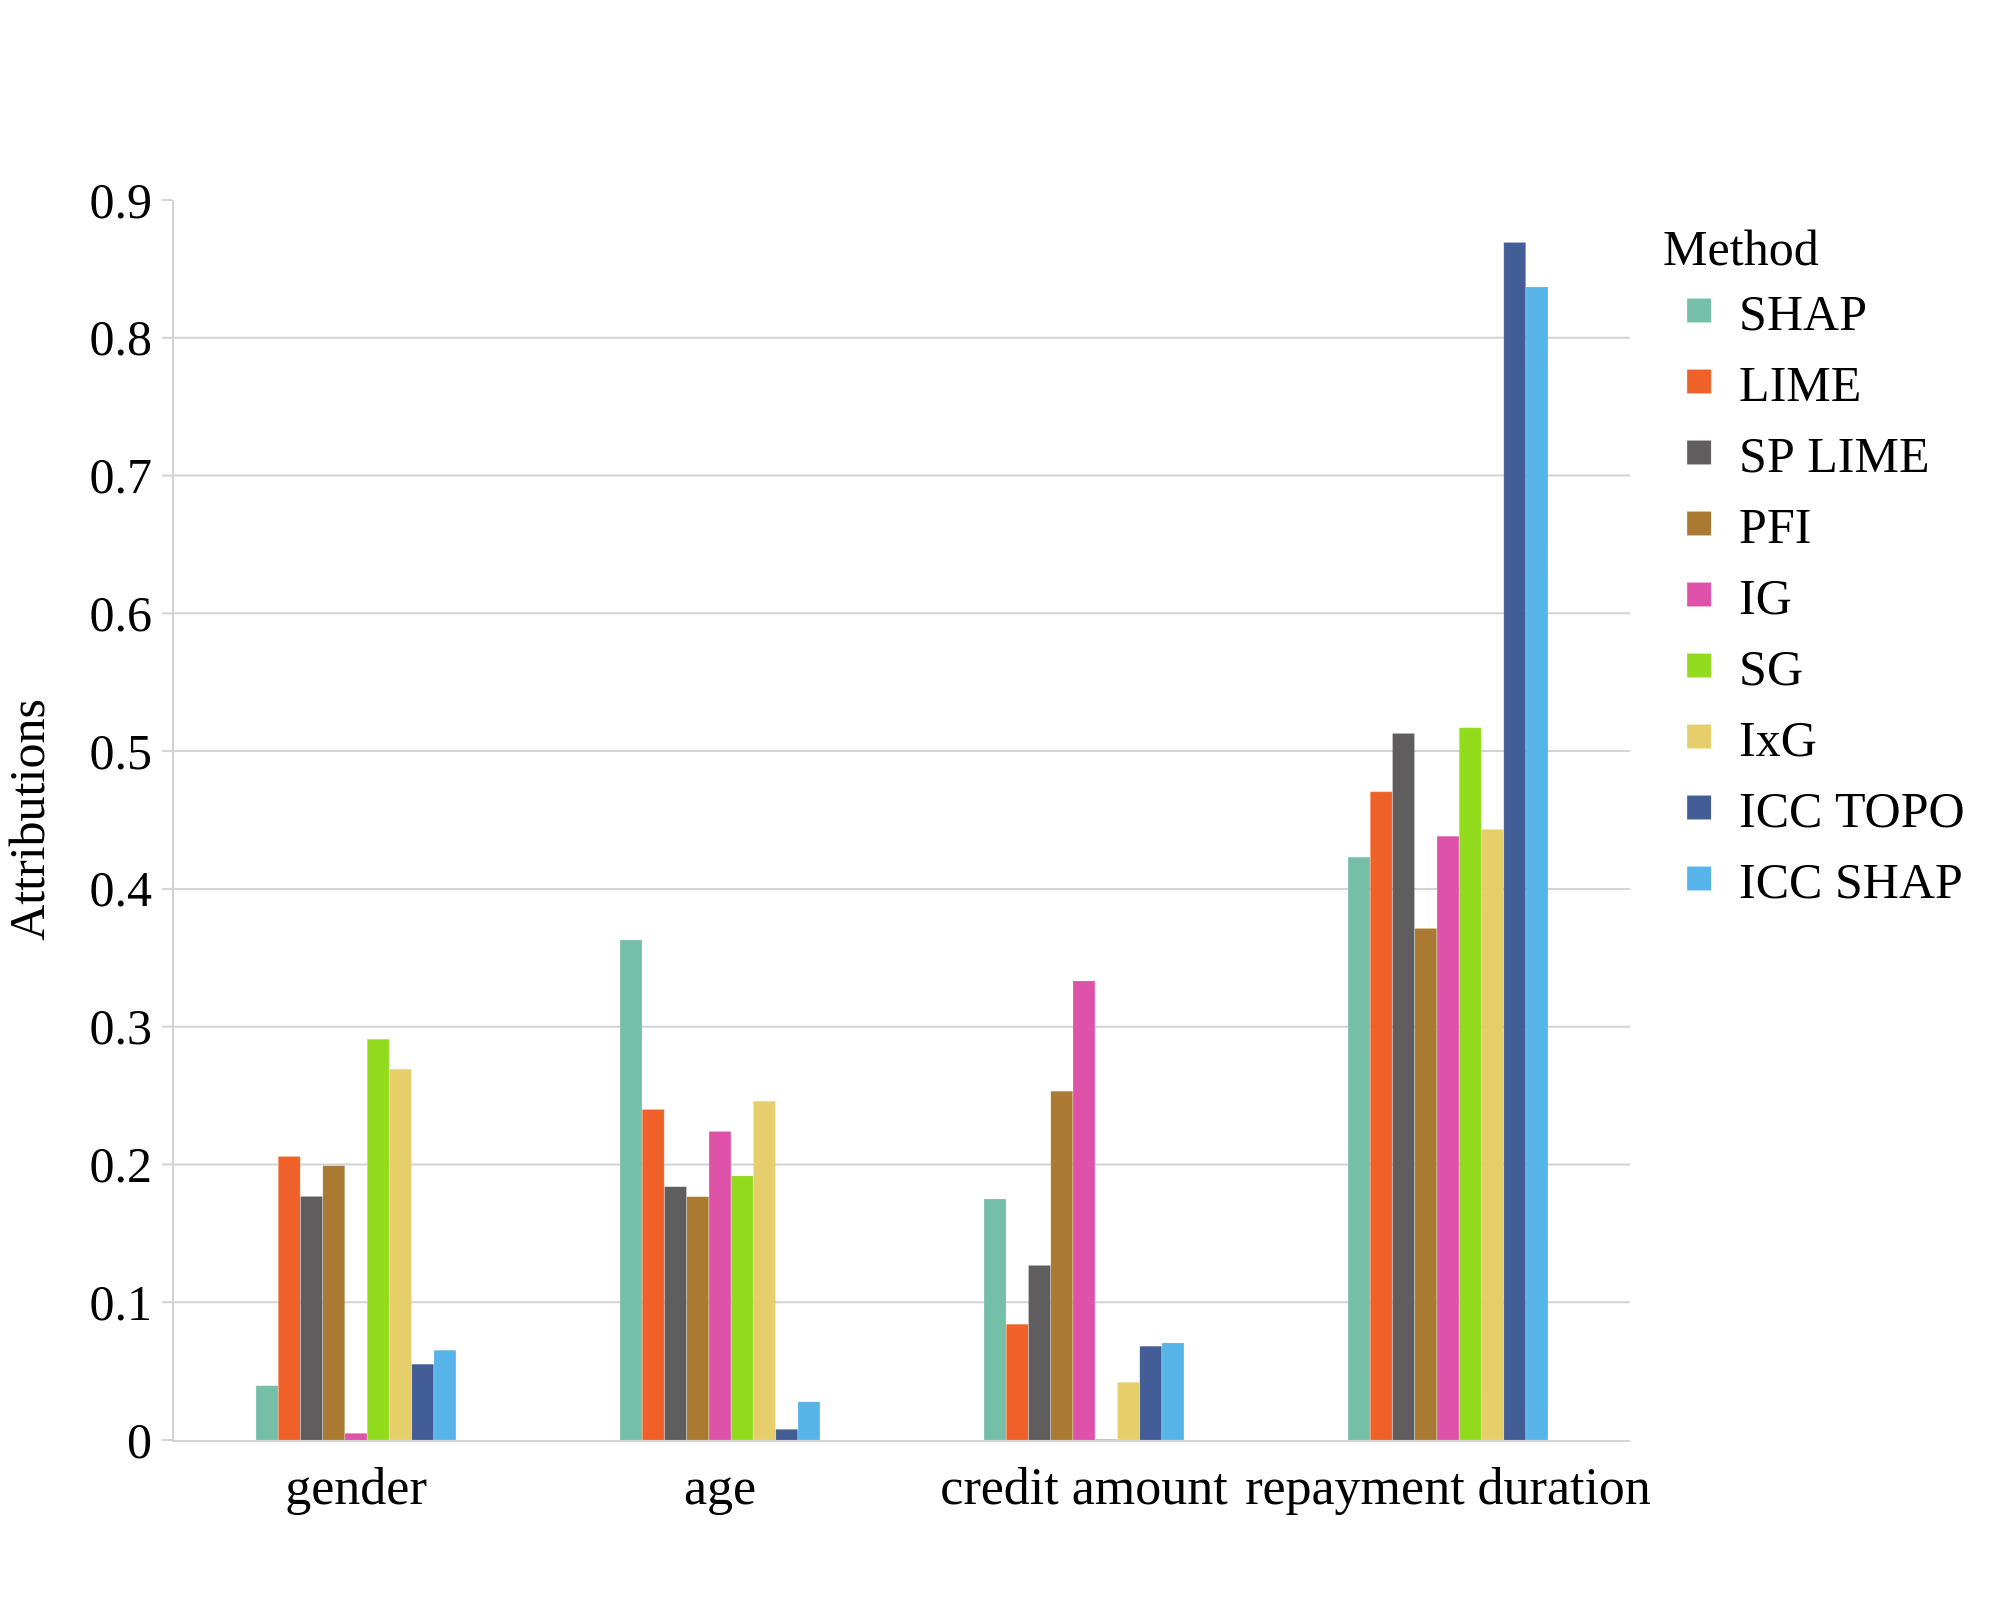 0.9
0.8
0.7
0.6
0.5
0.4
0.3
0.2
0.1
0
Attributions
gender
age
credit amount
repayment duration
Method
SHAP
LIME
SP LIME
PFI
IG
SG
IxG
ICC TOPO
ICC SHAP